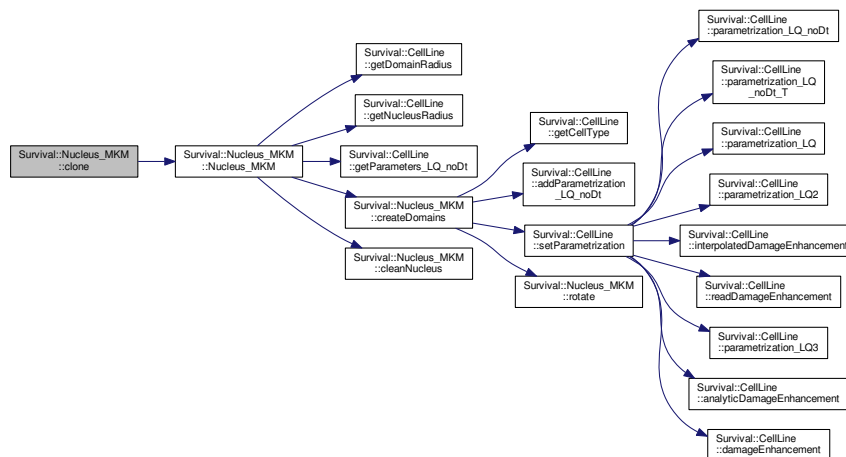 Survival::Nucleus_MKM
::clone
Survival::Nucleus_MKM
::Nucleus_MKM
Survival::CellLine
::getDomainRadius
Survival::CellLine
::getNucleusRadius
Survival::CellLine
::getParameters_LQ_noDt
Survival::Nucleus_MKM
::createDomains
Survival::Nucleus_MKM
::cleanNucleus
Survival::CellLine
::getCellType
Survival::CellLine
::addParametrization
_LQ_noDt
Survival::CellLine
::setParametrization
Survival::Nucleus_MKM
::rotate
Survival::CellLine
::parametrization_LQ_noDt
Survival::CellLine
::parametrization_LQ
_noDt_T
Survival::CellLine
::parametrization_LQ
Survival::CellLine
::parametrization_LQ2
Survival::CellLine
::interpolatedDamageEnhancement
Survival::CellLine
::readDamageEnhancement
Survival::CellLine
::parametrization_LQ3
Survival::CellLine
::analyticDamageEnhancement
Survival::CellLine
::damageEnhancement